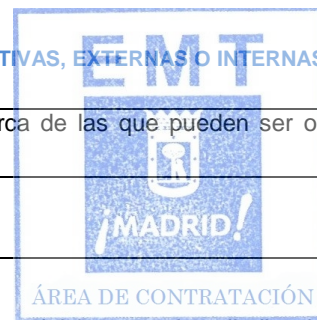 EMT
TIVAS, EXTERNAS O INTERNAS
rca de las que pueden ser o
¡MADRID!
ÁREA DE CONTRATACIÓN